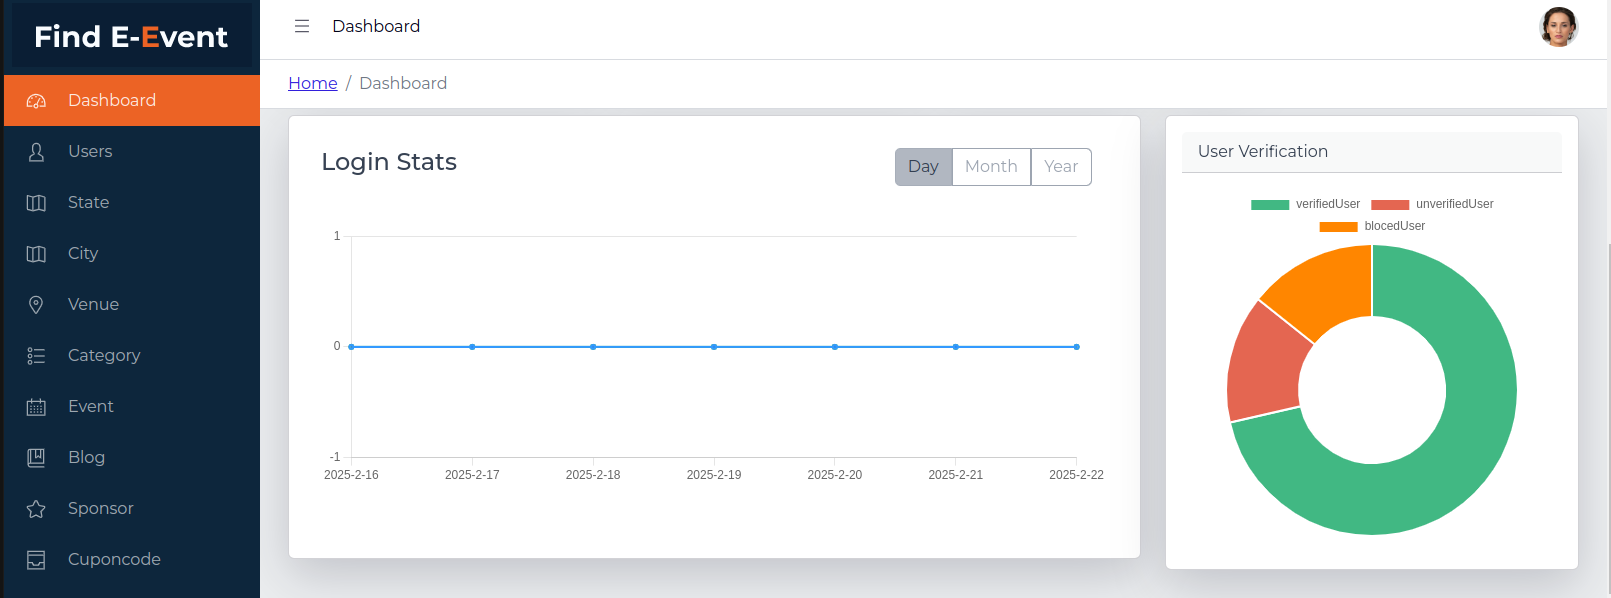 Find E-Event
Dashboard
Users
State
City
Venue
Category
Event
Blog
Sponsor
Cuponcode
Dashboard
Home / Dashboard
Login Stats
Day Month Year
1
0
-1
2025-2-16 2025-2-17 2025-2-18 2025-2-19 2025-2-20 2025-2-21 2025-2-22
User Verification
verifiedUser unverifiedUser
blocedUser